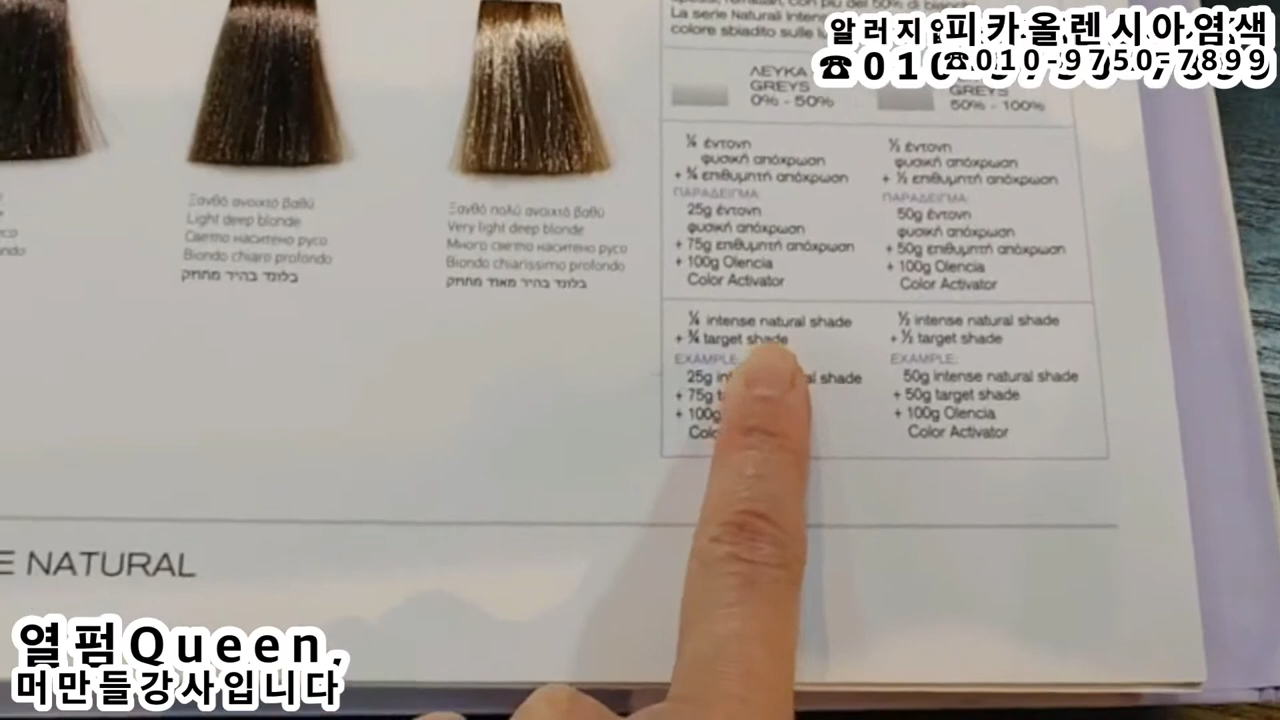 La serie Naturali Inten
colore sbiadito sulle
알러지
피카올렌시아염색
☎010-9750-7899
ΛΕΥΚΑ
GREYS
0% - 50%
GREYS
50% - 100%
¼ έντονη
φυσική απόχρωση
+ ¾ επιθυμητή απόχρωση
ΠΑΡΑΔΕΙΓΜΑ:
25g έντονη
φυσική απόχρωση
+ 75g επιθυμητή απόχρωση
+ 100g Olencia
Color Activator
½ έντονη
φυσική απόχρωση
+ ½ επιθυμητή απόχρωση
ΠΑΡΑΔΕΙΓΜΑ:
50g έντονη
φυσική απόχρωση
+ 50g επιθυμητή απόχρωση
+ 100g Olencia
Color Activator
¼ intense natural shade
+ ¾ target shade
EXAMPLE:
25g in al shade
+ 75g t
+ 100g
Colo
½ intense natural shade
+ ½ target shade
EXAMPLE:
50g intense natural shade
+ 50g target shade
+ 100g Olencia
Color Activator
Ξανθό ανοιχτό βαθύ
Light deep blonde
Светло наситено русо
Biondo chiaro profondo
בלונד בהיר מחוזק
Ξανθό πολύ ανοιχτό βαθύ
Very light deep blonde
Много светло наситено русо
Biondo chiarissimo profondo
בלונד בהיר מאוד מחוזק
E NATURAL
열펌Queen,
머만들강사입니다